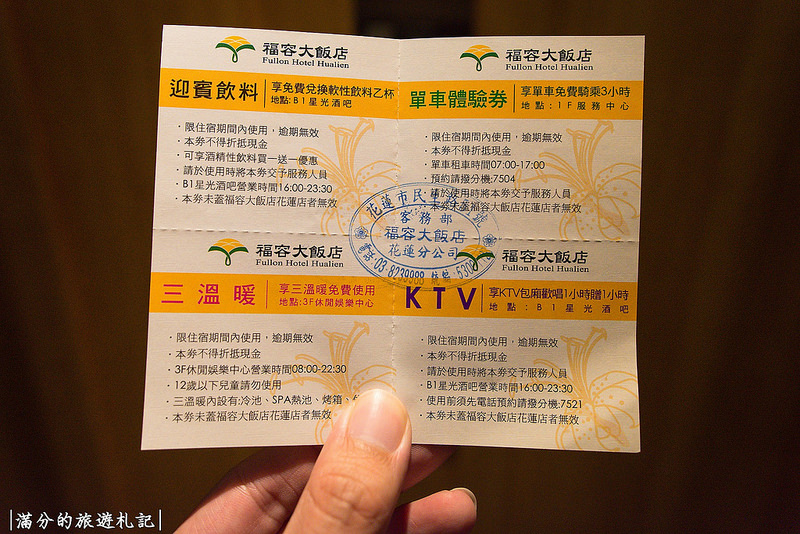 福容大飯店
Fullon Hotel Hualien
迎賓飲料
享免費兌換軟性飲料乙杯
地點:B1星光酒吧
・限住宿期間內使用，逾期無效
・本券不得折抵現金
・可享酒精性飲料買一送一優惠
・請於使用時將本券交予服務人員
・B1星光酒吧營業時間16:00-23:30
・本券未蓋福容大飯店花蓮店者無效
福容大飯店
Fullon Hotel Hualien
單車體驗券
享單車免費騎乘3小時
地點:1F服務中心
・限住宿期間內使用，逾期無效
・本券不得折抵現金
・單車租車時間07:00-17:00
・預約請撥分機:7504
・請於使用時將本券交予服務人員
・本券未蓋福容大飯店花蓮店者無效
花蓮市民
客務部
福容大飯店
花蓮分公司
福容大飯店
Fullon Hotel Hualien
三溫暖
享三溫暖免費使用
地點:3F休閒娛樂中心
・限住宿期間內使用，逾期無效
・本券不得折抵現金
・3F休閒娛樂中心營業時間08:00-22:30
・12歲以下兒童請勿使用
・三溫暖內設有:冷池、SPA熱池、烤箱、
・本券未蓋福容大飯店花蓮店者無效
福容大飯店
Fullon Hotel Hualien
KTV
享KTV包廂歡唱1小時贈1小時
地點:B1星光酒吧
・限住宿期間內使用，逾期無效
・本券不得折抵現金
・請於使用時將本券交予服務人員
・B1星光酒吧營業時間16:00-23:30
・使用前須先電話預約請撥分機:7521
・本券未蓋福容大飯店花蓮店者無效
|滿分的旅遊札記|